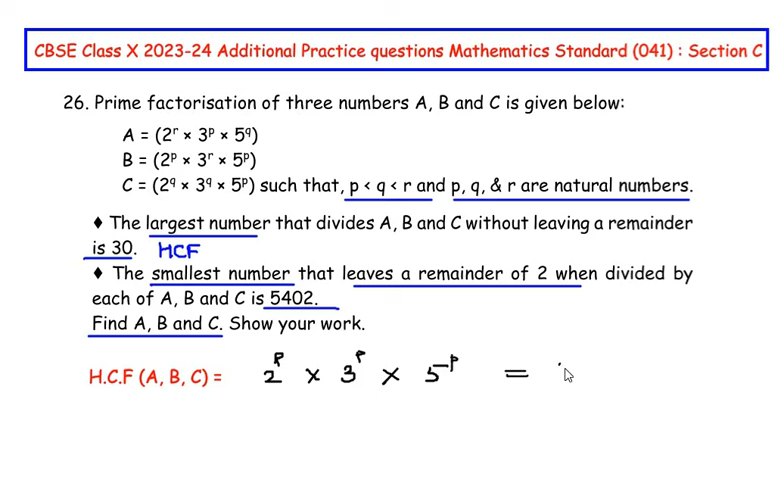 CBSE Class X 2023-24 Additional Practice questions Mathematics Standard (041) : Section C
26. Prime factorisation of three numbers A, B and C is given below:
A = (2ʳ × 3ᵖ × 5^q)
B = (2ᵖ × 3ʳ × 5ᵖ)
C = (2^q × 3^q × 5ᵖ) such that, p < q < r and p, q, & r are natural numbers.
♦ The largest number that divides A, B and C without leaving a remainder
is 30. HCF
♦ The smallest number that leaves a remainder of 2 when divided by
each of A, B and C is 5402.
Find A, B and C. Show your work.
H.C.F (A, B, C) = 2ᵖ × 3ᵖ × 5ᵖ =